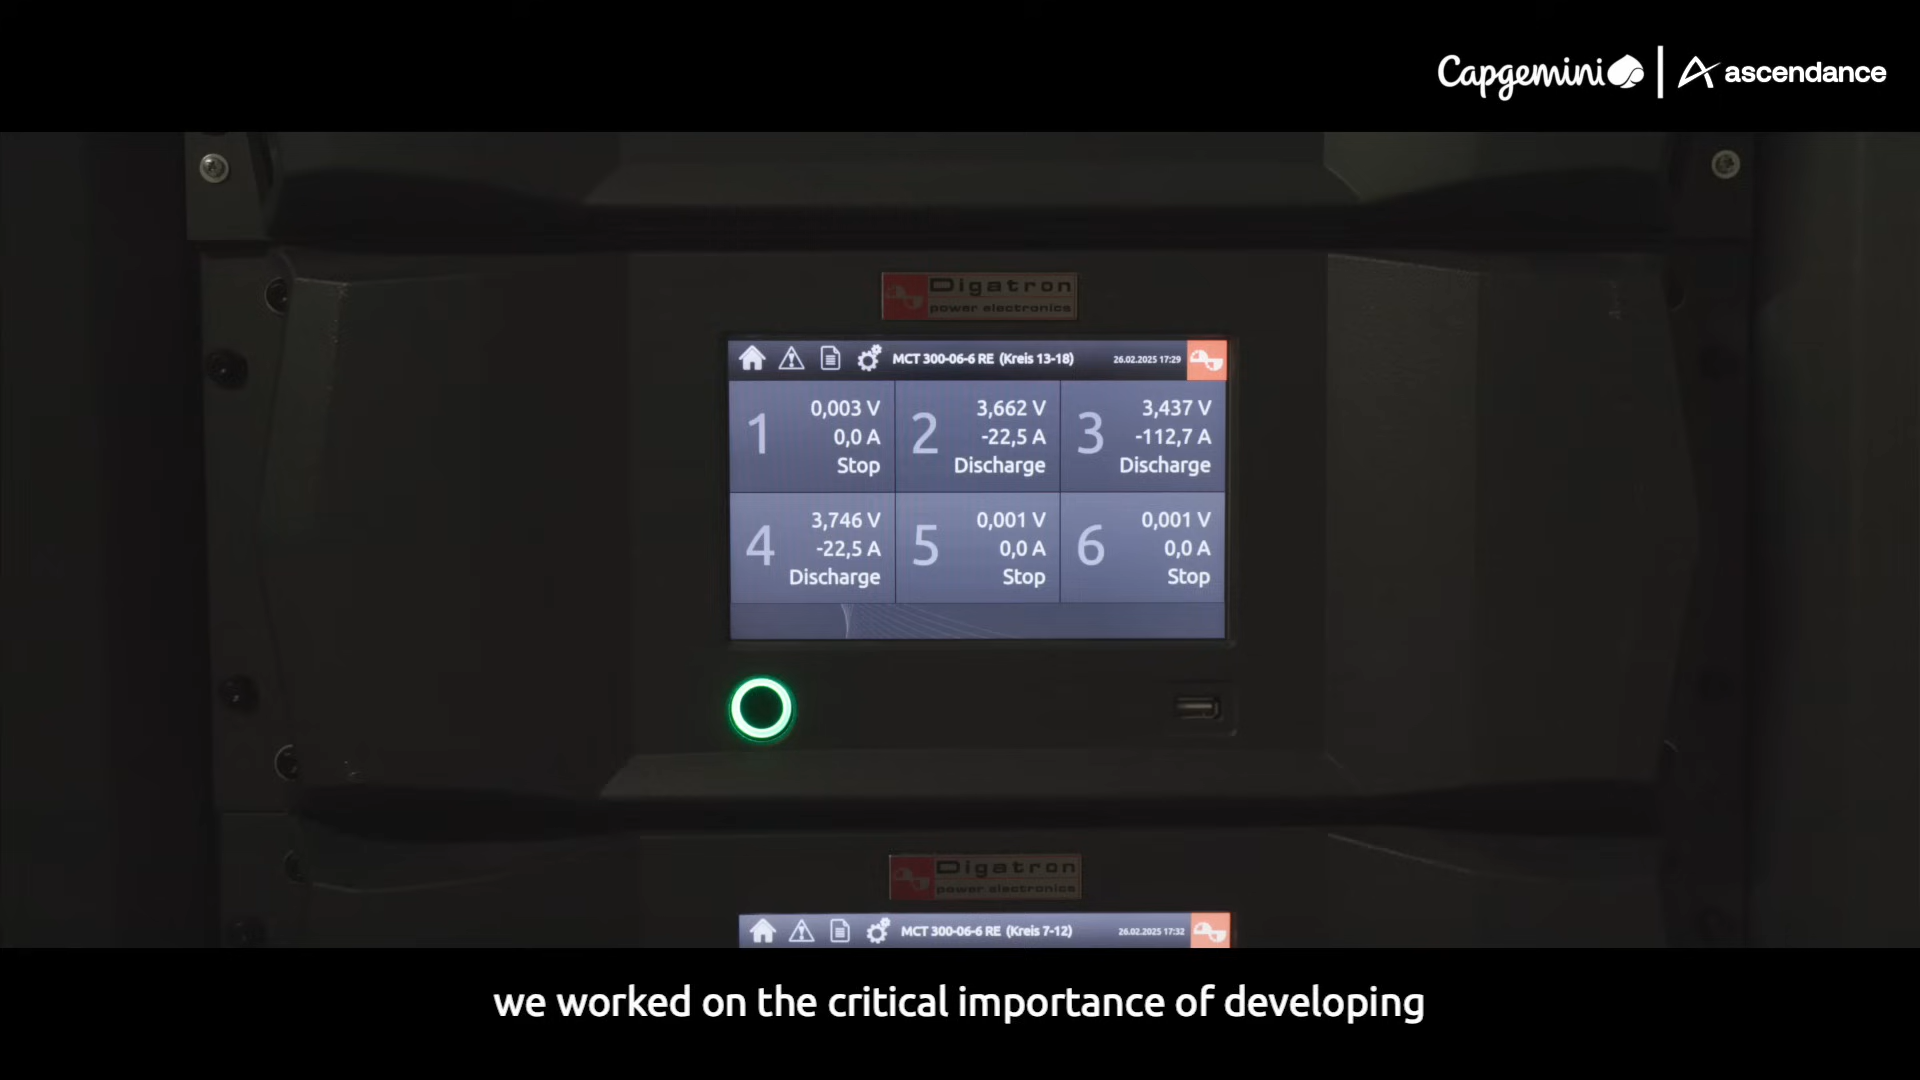 Capgemini | ascendance
Digatron
power electronics
MCT 300-06-6 RE (Kreis 13-18) 26.02.2025 17:29
1 0,003 V 0,0 A Stop
2 3,662 V -22,5 A Discharge
3 3,437 V -112,7 A Discharge
4 3,746 V -22,5 A Discharge
5 0,001 V 0,0 A Stop
6 0,001 V 0,0 A Stop
Digatron
power electronics
MCT 300-06-6 RE (Kreis 7-12) 26.02.2025 17:32
we worked on the critical importance of developing